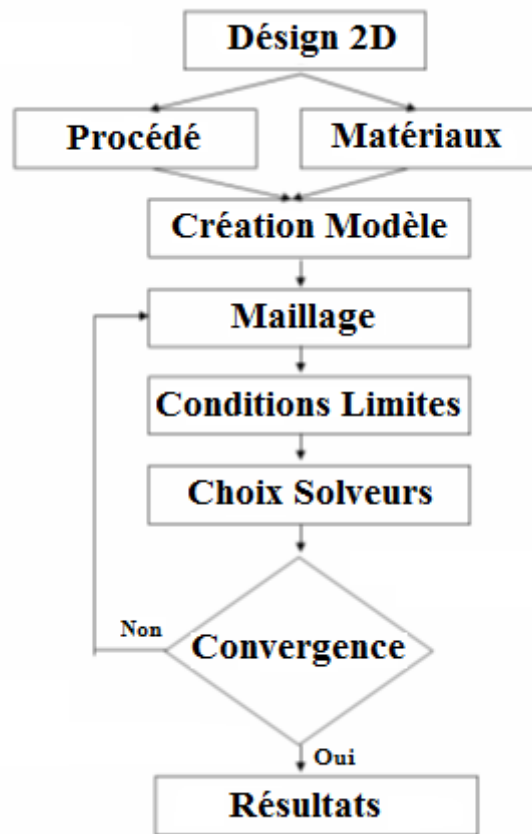 Désign 2D
Procédé
Matériaux
Création Modèle
Maillage
Conditions Limites
Choix Solveurs
Non
Convergence
Oui
Résultats